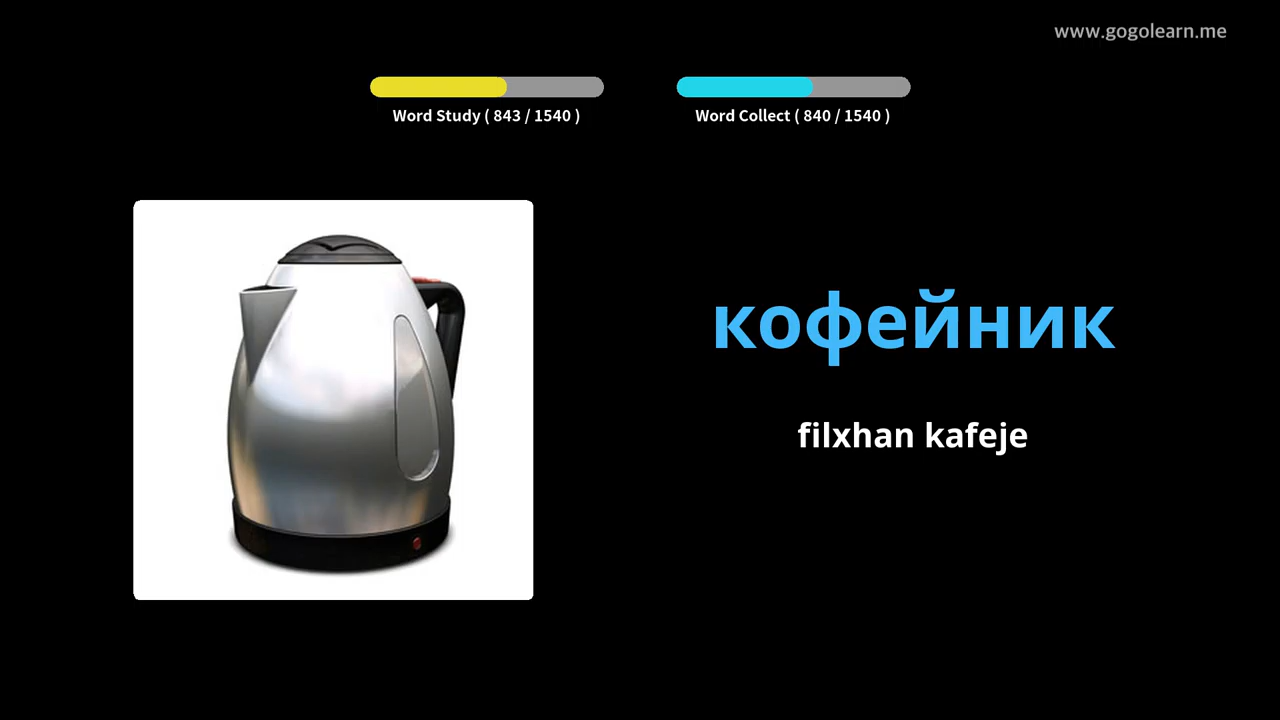 www.gogolearn.me
Word Study ( 843 / 1540 )
Word Collect ( 840 / 1540 )
кофейник
filxhan kafeje